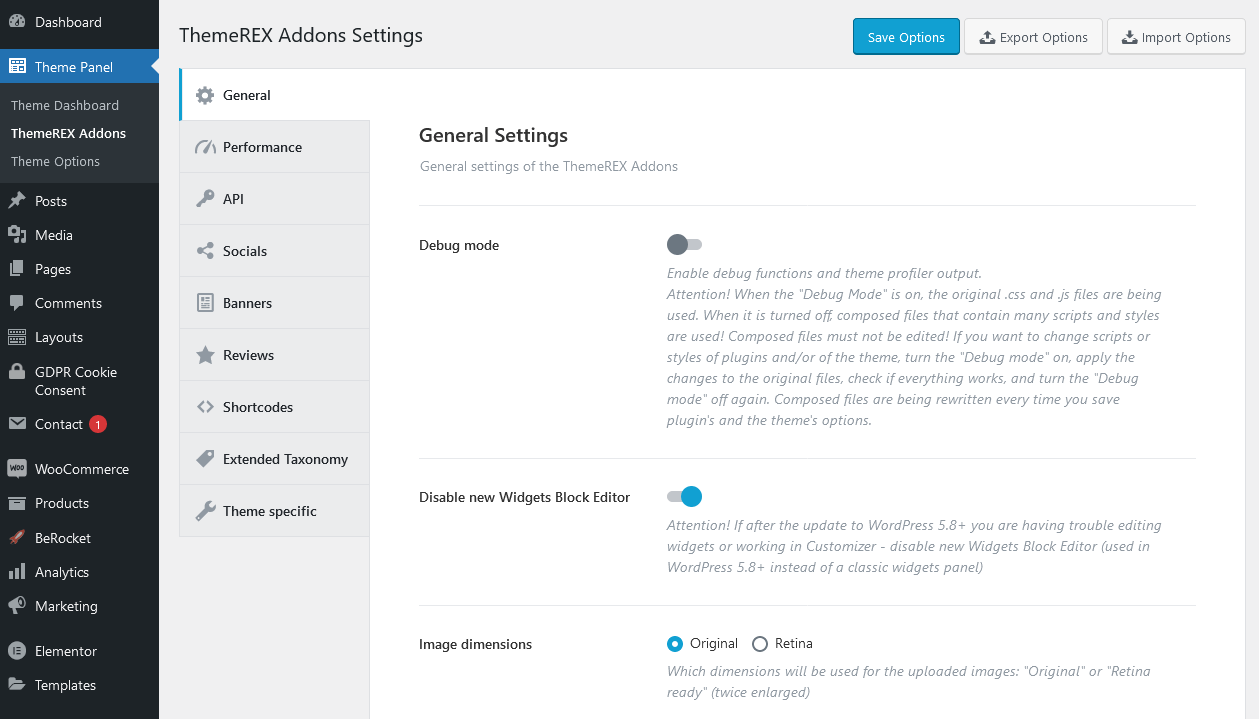 Dashboard
Theme Panel
Theme Dashboard
ThemeREX Addons
Theme Options
Posts
Media
Pages
Comments
Layouts
GDPR Cookie
Consent
Contact 1
WOO WooCommerce
Products
BeRocket
Analytics
Marketing
Elementor
Templates
ThemeREX Addons Settings
Save Options
Export Options
Import Options
General
Performance
API
Socials
Banners
Reviews
Shortcodes
Extended Taxonomy
Theme specific
General Settings
General settings of the ThemeREX Addons
Debug mode
Enable debug functions and theme profiler output.
Attention! When the "Debug Mode" is on, the original .css and .js files are being
used. When it is turned off, composed files that contain many scripts and styles
are used! Composed files must not be edited! If you want to change scripts or
styles of plugins and/or of the theme, turn the "Debug mode" on, apply the
changes to the original files, check if everything works, and turn the "Debug
mode" off again. Composed files are being rewritten every time you save
plugin's and the theme's options.
Disable new Widgets Block Editor
Attention! If after the update to WordPress 5.8+ you are having trouble editing
widgets or working in Customizer - disable new Widgets Block Editor (used in
WordPress 5.8+ instead of a classic widgets panel)
Image dimensions
Original Retina
Which dimensions will be used for the uploaded images: "Original" or "Retina
ready" (twice enlarged)